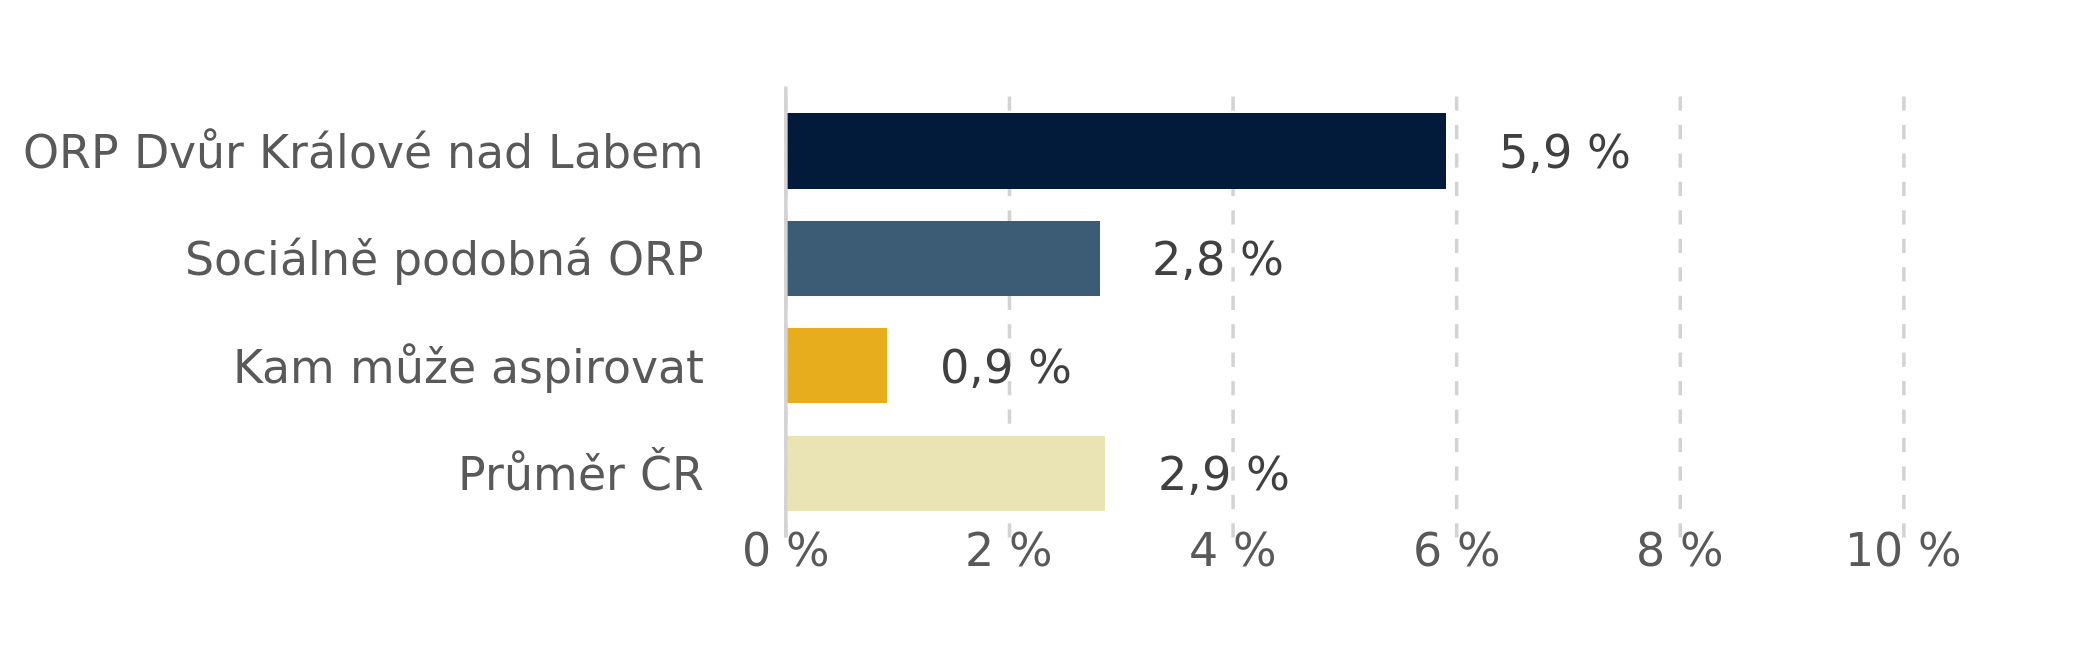 ORP Dvůr Králové nad Labem 5,9 %
Sociálně podobná ORP 2,8 %
Kam může aspirovat 0,9 %
Průměr ČR 2,9 %
0 % 2 % 4 % 6 % 8 % 10 %